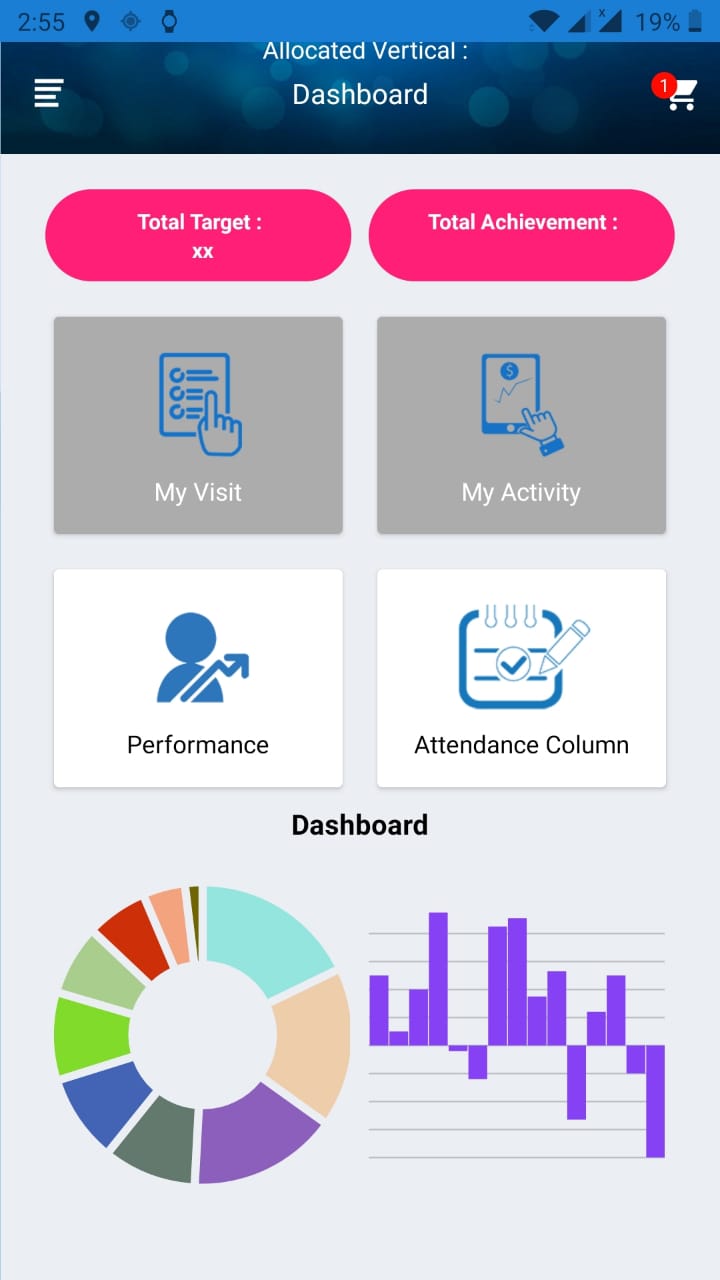 2:55
x
19%
Allocated Vertical :
Dashboard
1
Total Target :
xx
Total Achievement :
$
My Visit
My Activity
Performance
Attendance Column
Dashboard